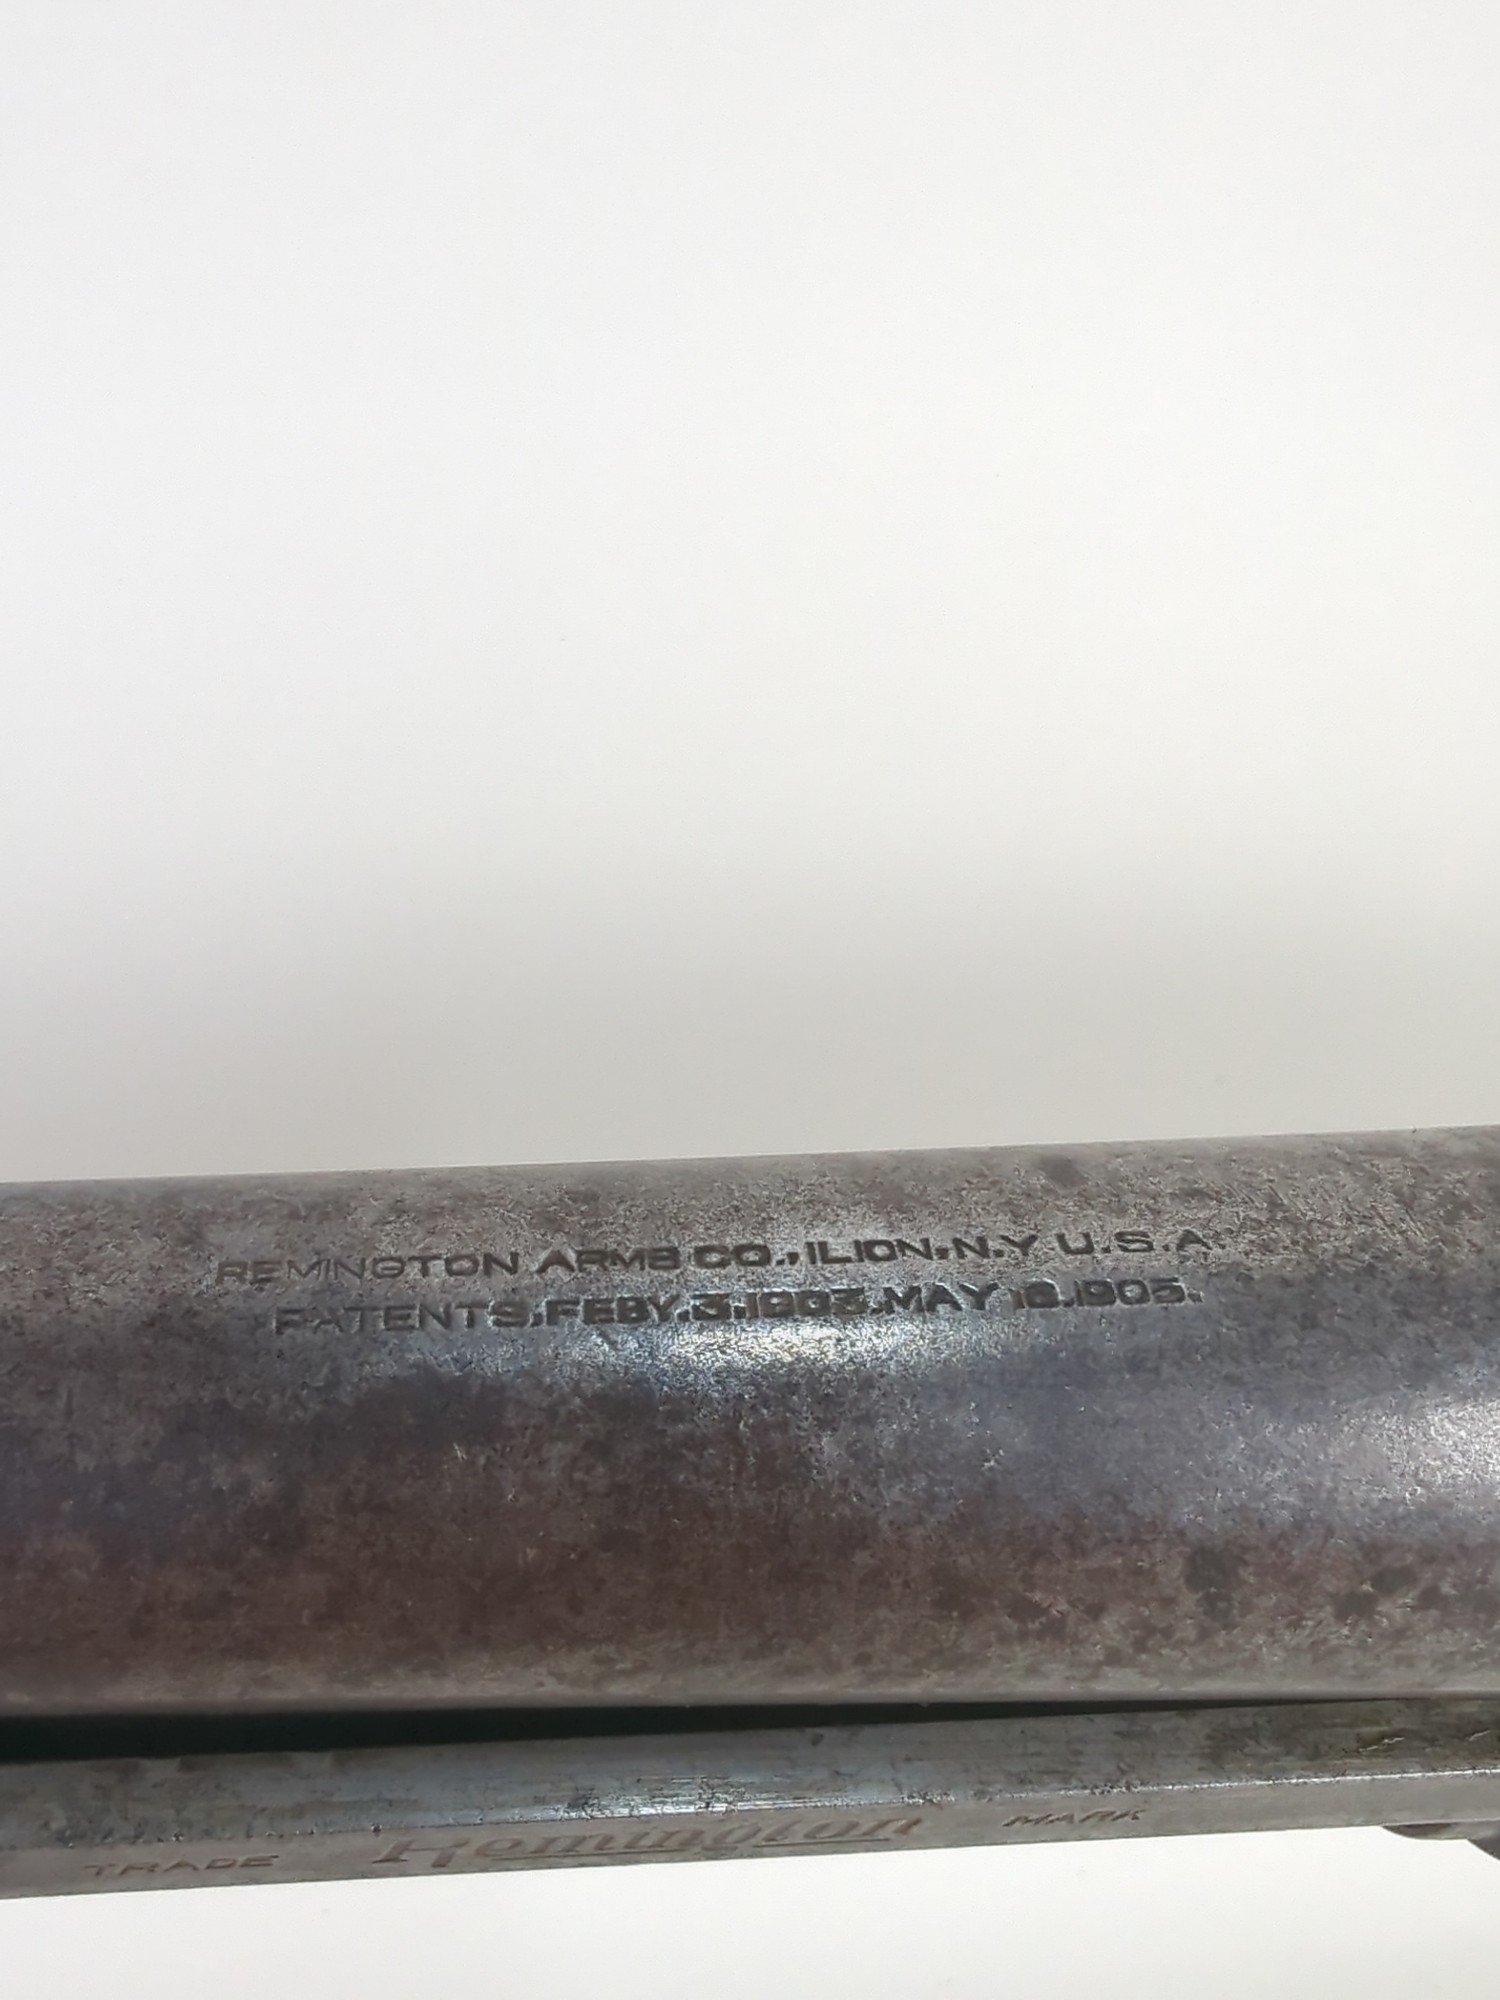 REMINGTON ARMS CO., ILION, N.Y U.S.A.
PATENTS, FEBY. 3. 1903. MAY 16. 1905.
TRADE Remington MARK